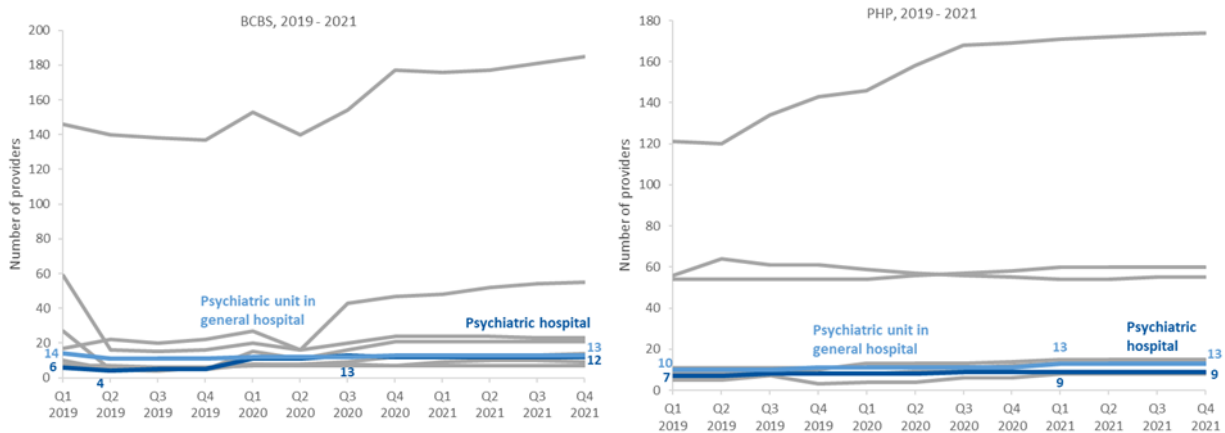 BCBS, 2019 - 2021
Number of providers
200
180
160
140
120
100
80
60
40
20
0
Psychiatric unit in
general hospital
Psychiatric hospital
14
6
4
13
13
12
Q1 Q2 Q3 Q4 Q1 Q2 Q3 Q4 Q1 Q2 Q3 Q4
2019 2019 2019 2019 2020 2020 2020 2020 2021 2021 2021 2021
PHP, 2019 - 2021
Number of providers
180
160
140
120
100
80
60
40
20
0
Psychiatric unit in
general hospital
Psychiatric
hospital
10
7
13
9
13
9
Q1 Q2 Q3 Q4 Q1 Q2 Q3 Q4 Q1 Q2 Q3 Q4
2019 2019 2019 2019 2020 2020 2020 2020 2021 2021 2021 2021